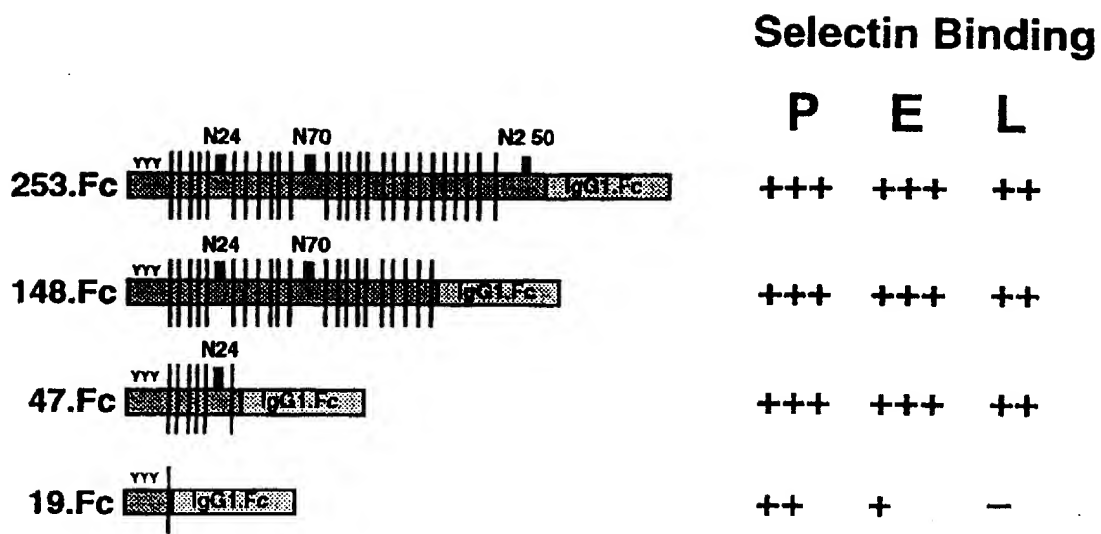 Selectin Binding
P E L
N24 N70 N2 50
YYY
253.Fc IgG1.Fc +++ +++ ++
N24 N70
YYY
148.Fc IgG1.Fc +++ +++ ++
N24
YYY
47.Fc IgG1.Fc +++ +++ ++
YYY
19.Fc IgG1.Fc ++ + −